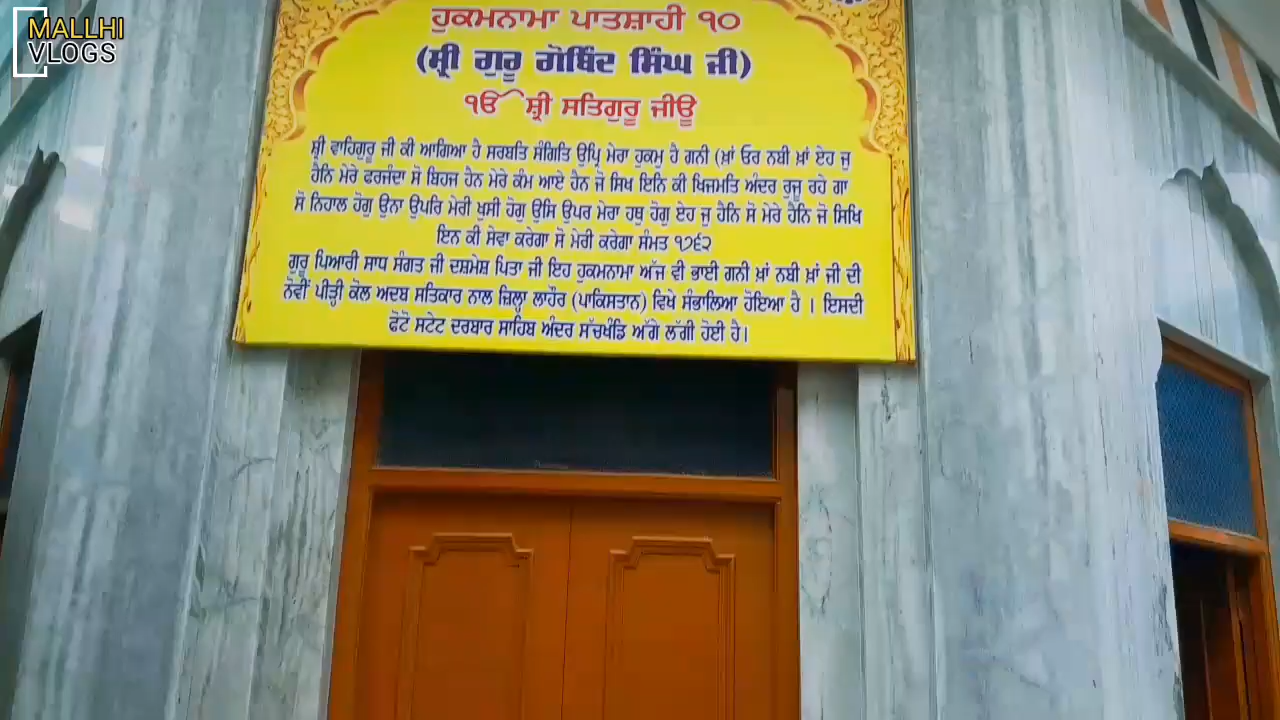 MALLHI
VLOGS
ਹੁਕਮਨਾਮਾ ਪਾਤਸ਼ਾਹੀ ੧੦
(ਸ਼੍ਰੀ ਗੁਰੂ ਗੋਬਿੰਦ ਸਿੰਘ ਜੀ)
ੴ ਸ਼੍ਰੀ ਸਤਿਗੁਰੂ ਜੀਊ
ਸ਼੍ਰੀ ਵਾਹਿਗੁਰੂ ਜੀ ਕੀ ਆਗਿਆ ਹੈ ਸਰਬਤਿ ਸੰਗਿਤਿ ਉਪ੍ਰਿ ਮੇਰਾ ਹੁਕਮੁ ਹੈ ਗਨੀ (ਖ਼ਾਂ ਓਰ ਨਬੀ ਖ਼ਾਂ ਏਹ ਜੁ
ਹੈਨਿ ਮੇਰੇ ਫਰਜੰਦਾ ਸੋ ਬਿਹਜ ਹੈਨ ਮੇਰੇ ਕੰਮ ਆਏ ਹੈਨ ਜੋ ਸਿਖ ਇਨਿ ਕੀ ਖਿਜਮਤਿ ਅੰਦਰ ਰੁਜੂ ਰਹੇ ਗਾ
ਸੋ ਨਿਹਾਲ ਹੋਗੁ ਉਨਾ ਉਪਰਿ ਮੇਰੀ ਖ਼ੁਸੀ ਹੋਗੁ ਉਸਿ ਉਪਰ ਮੇਰਾ ਹਥੁ ਹੋਗੁ ਏਹ ਜੁ ਹੈਨਿ ਸੋ ਮੇਰੇ ਹੈਨਿ ਜੋ ਸਿਖਿ
ਇਨ ਕੀ ਸੇਵਾ ਕਰੇਗਾ ਸੋ ਮੇਰੀ ਕਰੇਗਾ ਸੰਮਤ ੧੭੬੨
ਗੁਰੂ ਪਿਆਰੀ ਸਾਧ ਸੰਗਤ ਜੀ ਦਸ਼ਮੇਸ਼ ਪਿਤਾ ਜੀ ਇਹ ਹੁਕਮਨਾਮਾ ਅੱਜ ਵੀ ਭਾਈ ਗਨੀ ਖ਼ਾਂ ਨਬੀ ਖ਼ਾਂ ਜੀ ਦੀ
ਨੋਵੀਂ ਪੀੜ੍ਹੀ ਕੋਲ ਅਦਬ ਸਤਿਕਾਰ ਨਾਲ ਜ਼ਿਲ੍ਹਾ ਲਾਹੌਰ (ਪਾਕਿਸਤਾਨ) ਵਿਖੇ ਸੰਭਾਲਿਆ ਹੋਇਆ ਹੈ । ਇਸਦੀ
ਫੋਟੋ ਸਟੇਟ ਦਰਬਾਰ ਸਾਹਿਬ ਅੰਦਰ ਸੱਚਖੰਡਿ ਅੱਗੇ ਲੱਗੀ ਹੋਈ ਹੈ।